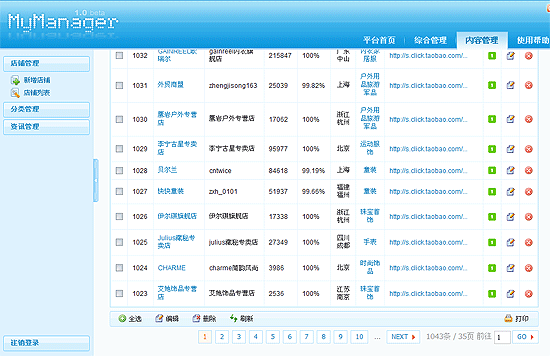 1.0 beta
MyManager
平台首页 | 综合管理 | 内容管理 | 使用帮助
店铺管理
新增店铺
店铺列表
分类管理
资讯管理
注销登录
1032 GAINREEL歌瑞尔 gainreel内衣旗舰店 215847 100% 广东中山 内衣家居服 http://s.click.taobao.com/... 1
1031 外贸商盟 zhengjisong163 25039 99.82% 上海 户外用品旅游军品 http://s.click.taobao.com/... 1
1030 户外专营店 户外专营店 17062 100% 浙江杭州 户外用品旅游军品 http://s.click.taobao.com/... 1
1029 李宁古星专卖店 李宁古星专卖店 95977 100% 北京 运动服饰 http://s.click.taobao.com/... 1
1028 贝尔兰 cntwice 84618 99.19% 上海 童装 http://s.click.taobao.com/... 1
1027 快快童装 zxh_0101 51937 99.66% 福建福州 童装 http://s.click.taobao.com/... 1
1026 伊尔琪旗舰店 伊尔琪旗舰店 17338 100% 浙江杭州 珠宝首饰 http://s.click.taobao.com/... 1
1025 Julius专卖店 julius专卖店 27349 100% 四川成都 手表 http://s.click.taobao.com/... 1
1024 CHARME charme简韵风尚 3986 100% 北京 时尚饰品 http://s.click.taobao.com/... 1
1023 艾她饰品专营店 艾她饰品专营店 2536 100% 江苏南京 珠宝首饰 http://s.click.taobao.com/... 1
全选 编辑 删除 刷新 打印
1 2 3 4 5 6 7 8 9 10 ... NEXT 1043条 / 35页 前往 1 GO